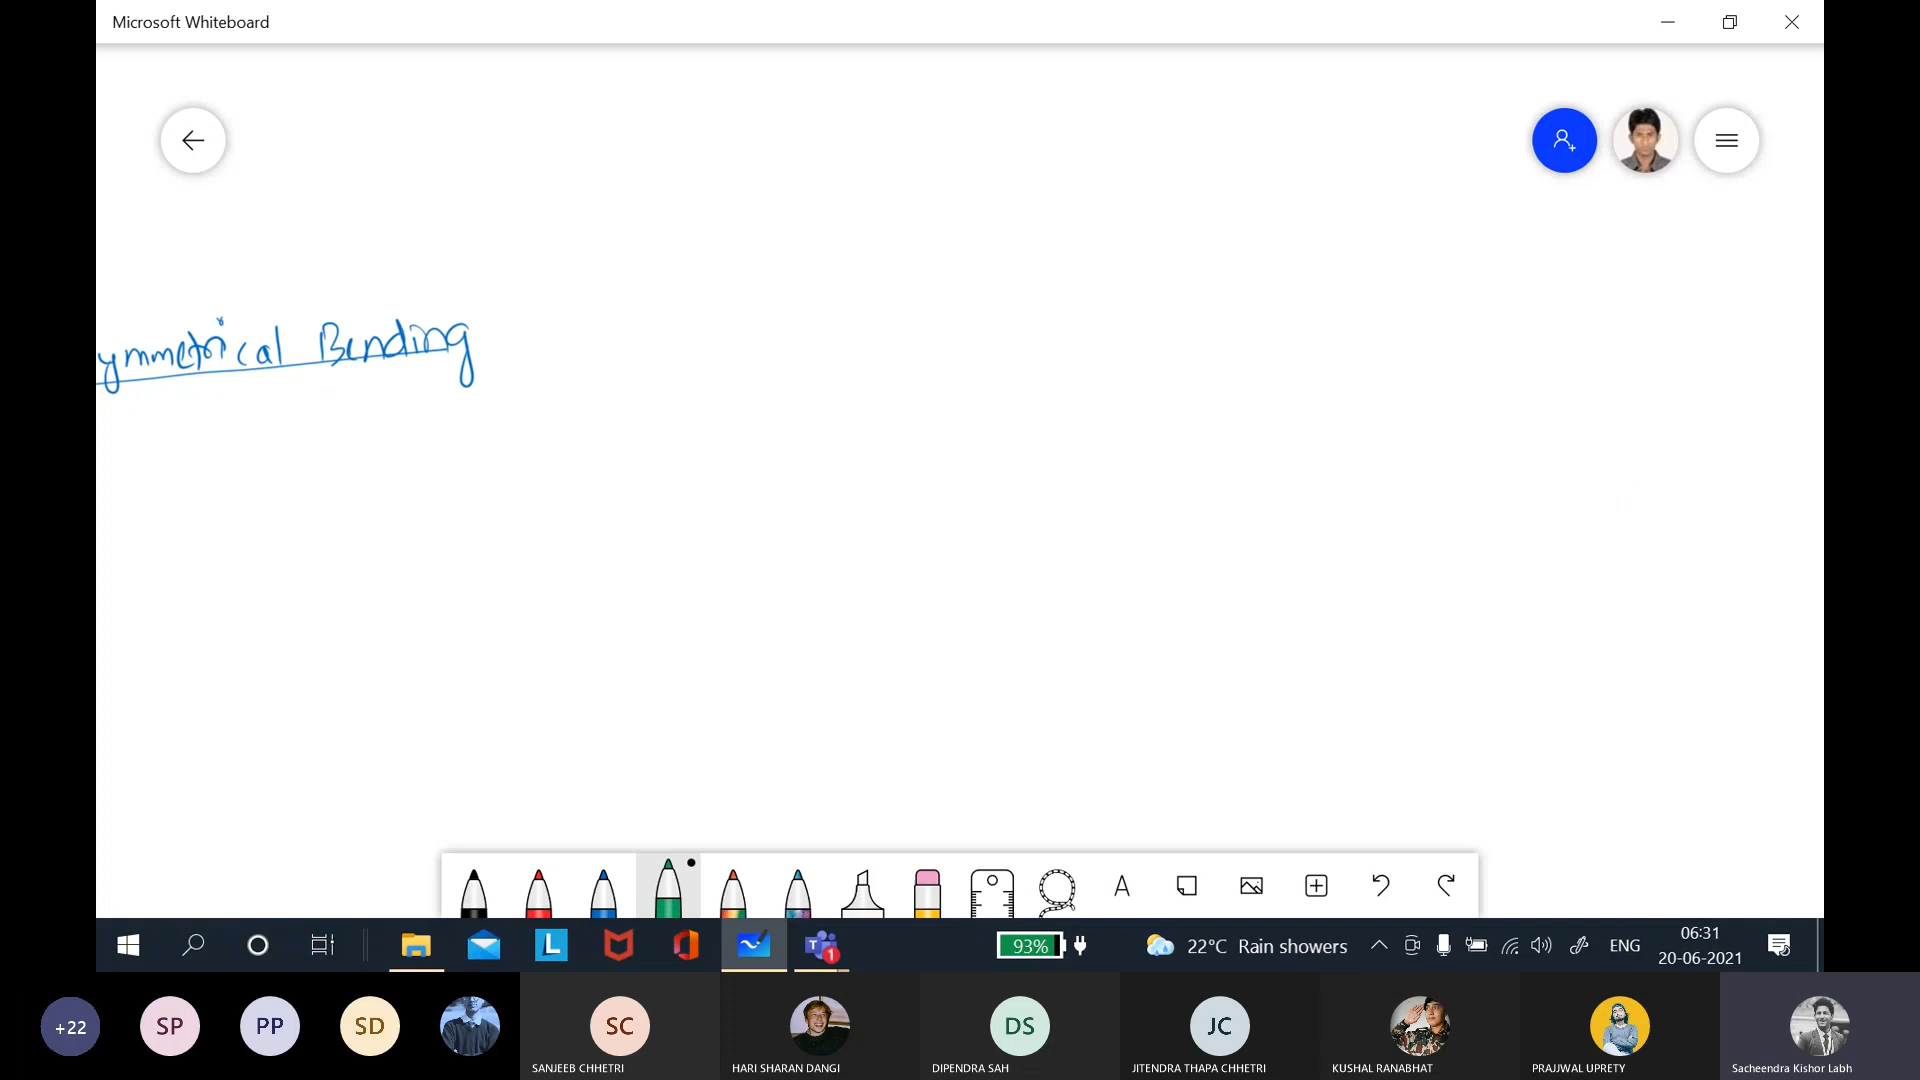 Microsoft Whiteboard
ymmetrical Bending
A
L
93%
T 1
22°C Rain showers
ENG
06:31
20-06-2021
+22
SP
PP
SD
SC
DS
JC
SANJEEB CHHETRI
HARI SHARAN DANGI
DIPENDRA SAH
JITENDRA THAPA CHHETRI
KUSHAL RANABHAT
PRAJJWAL UPRETY
Sacheendra Kishor Labh